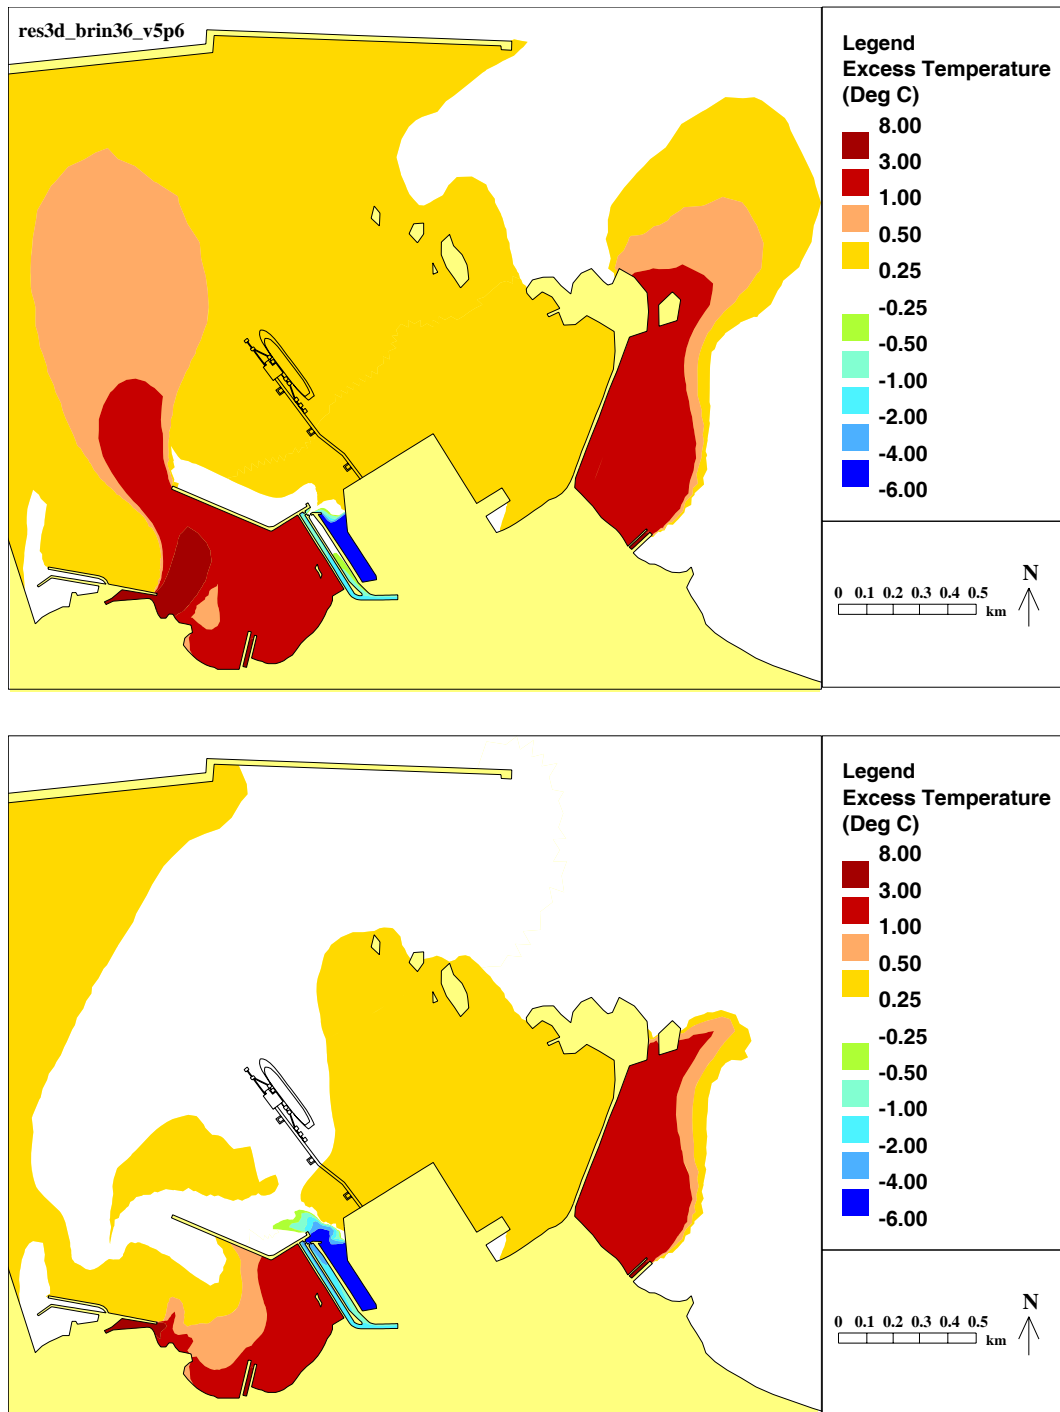 res3d_brin36_v5p6
Legend
Excess Temperature
(Deg C)
8.00
3.00
1.00
0.50
0.25
-0.25
-0.50
-1.00
-2.00
-4.00
-6.00
N
0 0.1 0.2 0.3 0.4 0.5
km
Legend
Excess Temperature
(Deg C)
8.00
3.00
1.00
0.50
0.25
-0.25
-0.50
-1.00
-2.00
-4.00
-6.00
N
0 0.1 0.2 0.3 0.4 0.5
km